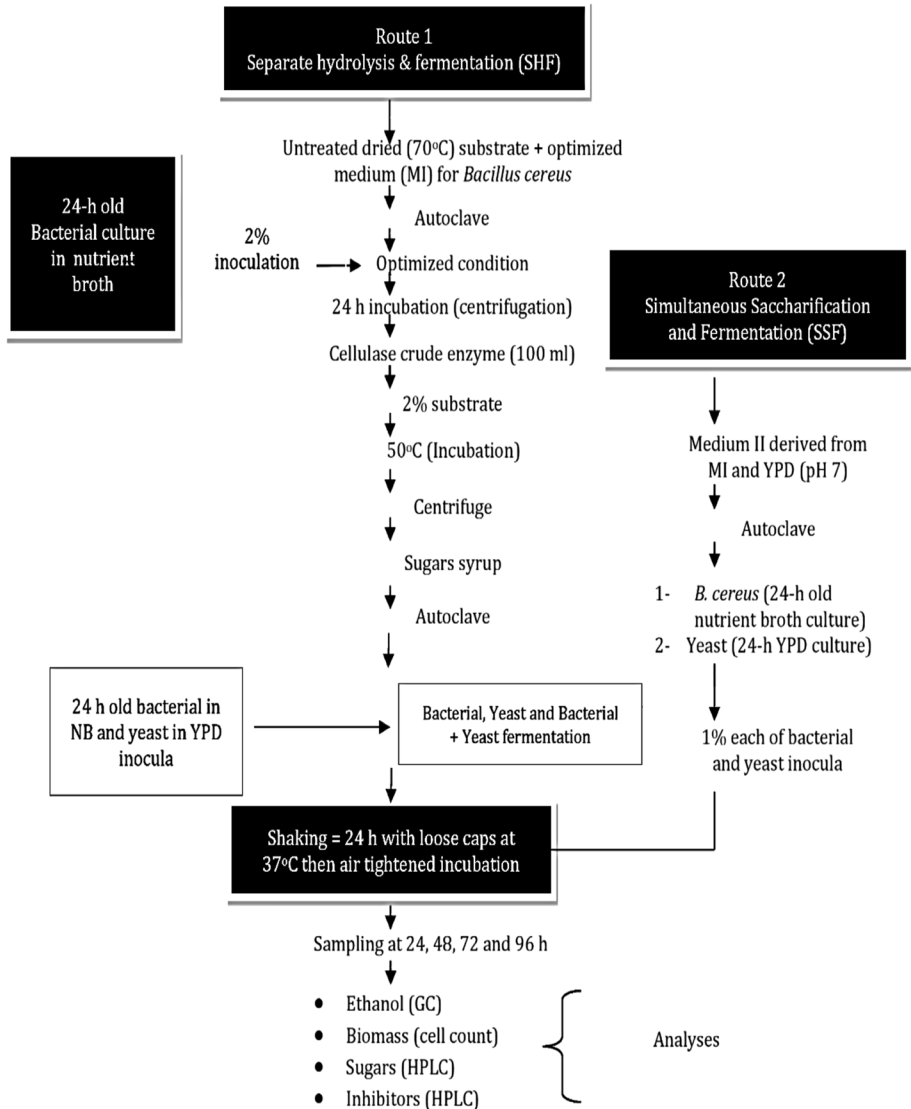 Route 1
Separate hydrolysis & fermentation (SHF)
Untreated dried (70ºC) substrate + optimized
medium (MI) for Bacillus cereus
Autoclave
24-h old
Bacterial culture
in nutrient
broth
2%
inoculation
Optimized condition
24 h incubation (centrifugation)
Cellulase crude enzyme (100 ml)
2% substrate
50ºC (Incubation)
Centrifuge
Sugars syrup
Autoclave
24 h old bacterial in
NB and yeast in YPD
inocula
Bacterial, Yeast and Bacterial
+ Yeast fermentation
Route 2
Simultaneous Saccharification
and Fermentation (SSF)
Medium II derived from
MI and YPD (pH 7)
Autoclave
1- B. cereus (24-h old
nutrient broth culture)
2- Yeast (24-h YPD culture)
1% each of bacterial
and yeast inocula
Shaking = 24 h with loose caps at
37ºC then air tightened incubation
Sampling at 24, 48, 72 and 96 h
● Ethanol (GC)
● Biomass (cell count)
● Sugars (HPLC)
● Inhibitors (HPLC)
Analyses